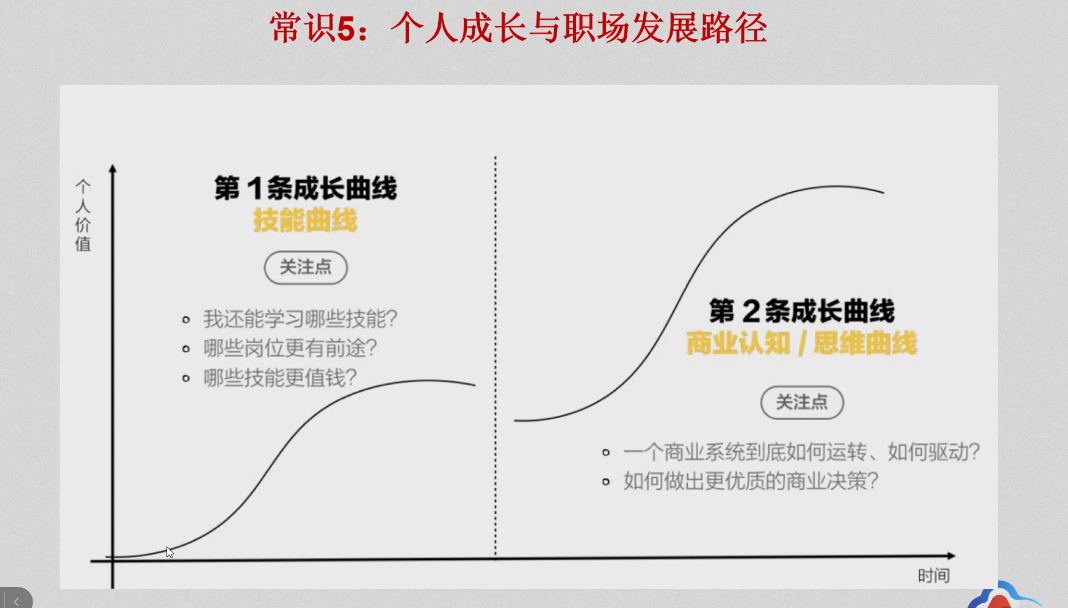 常识5：个人成长与职场发展路径
个人价值
第1条成长曲线
技能曲线
关注点
我还能学习哪些技能?
哪些岗位更有前途?
哪些技能更值钱?
第2条成长曲线
商业认知 / 思维曲线
关注点
一个商业系统到底如何运转、如何驱动?
如何做出更优质的商业决策?
时间